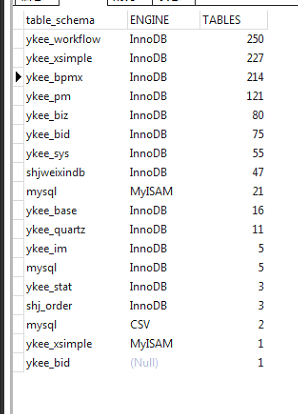 table_schema ENGINE TABLES
ykee_workflow InnoDB 250
ykee_xsimple InnoDB 227
ykee_bpmx InnoDB 214
ykee_pm InnoDB 121
ykee_biz InnoDB 80
ykee_bid InnoDB 75
ykee_sys InnoDB 55
shjweixindb InnoDB 47
mysql MyISAM 21
ykee_base InnoDB 16
ykee_quartz InnoDB 11
ykee_im InnoDB 5
mysql InnoDB 5
ykee_stat InnoDB 3
shj_order InnoDB 3
mysql CSV 2
ykee_xsimple MyISAM 1
ykee_bid (Null) 1